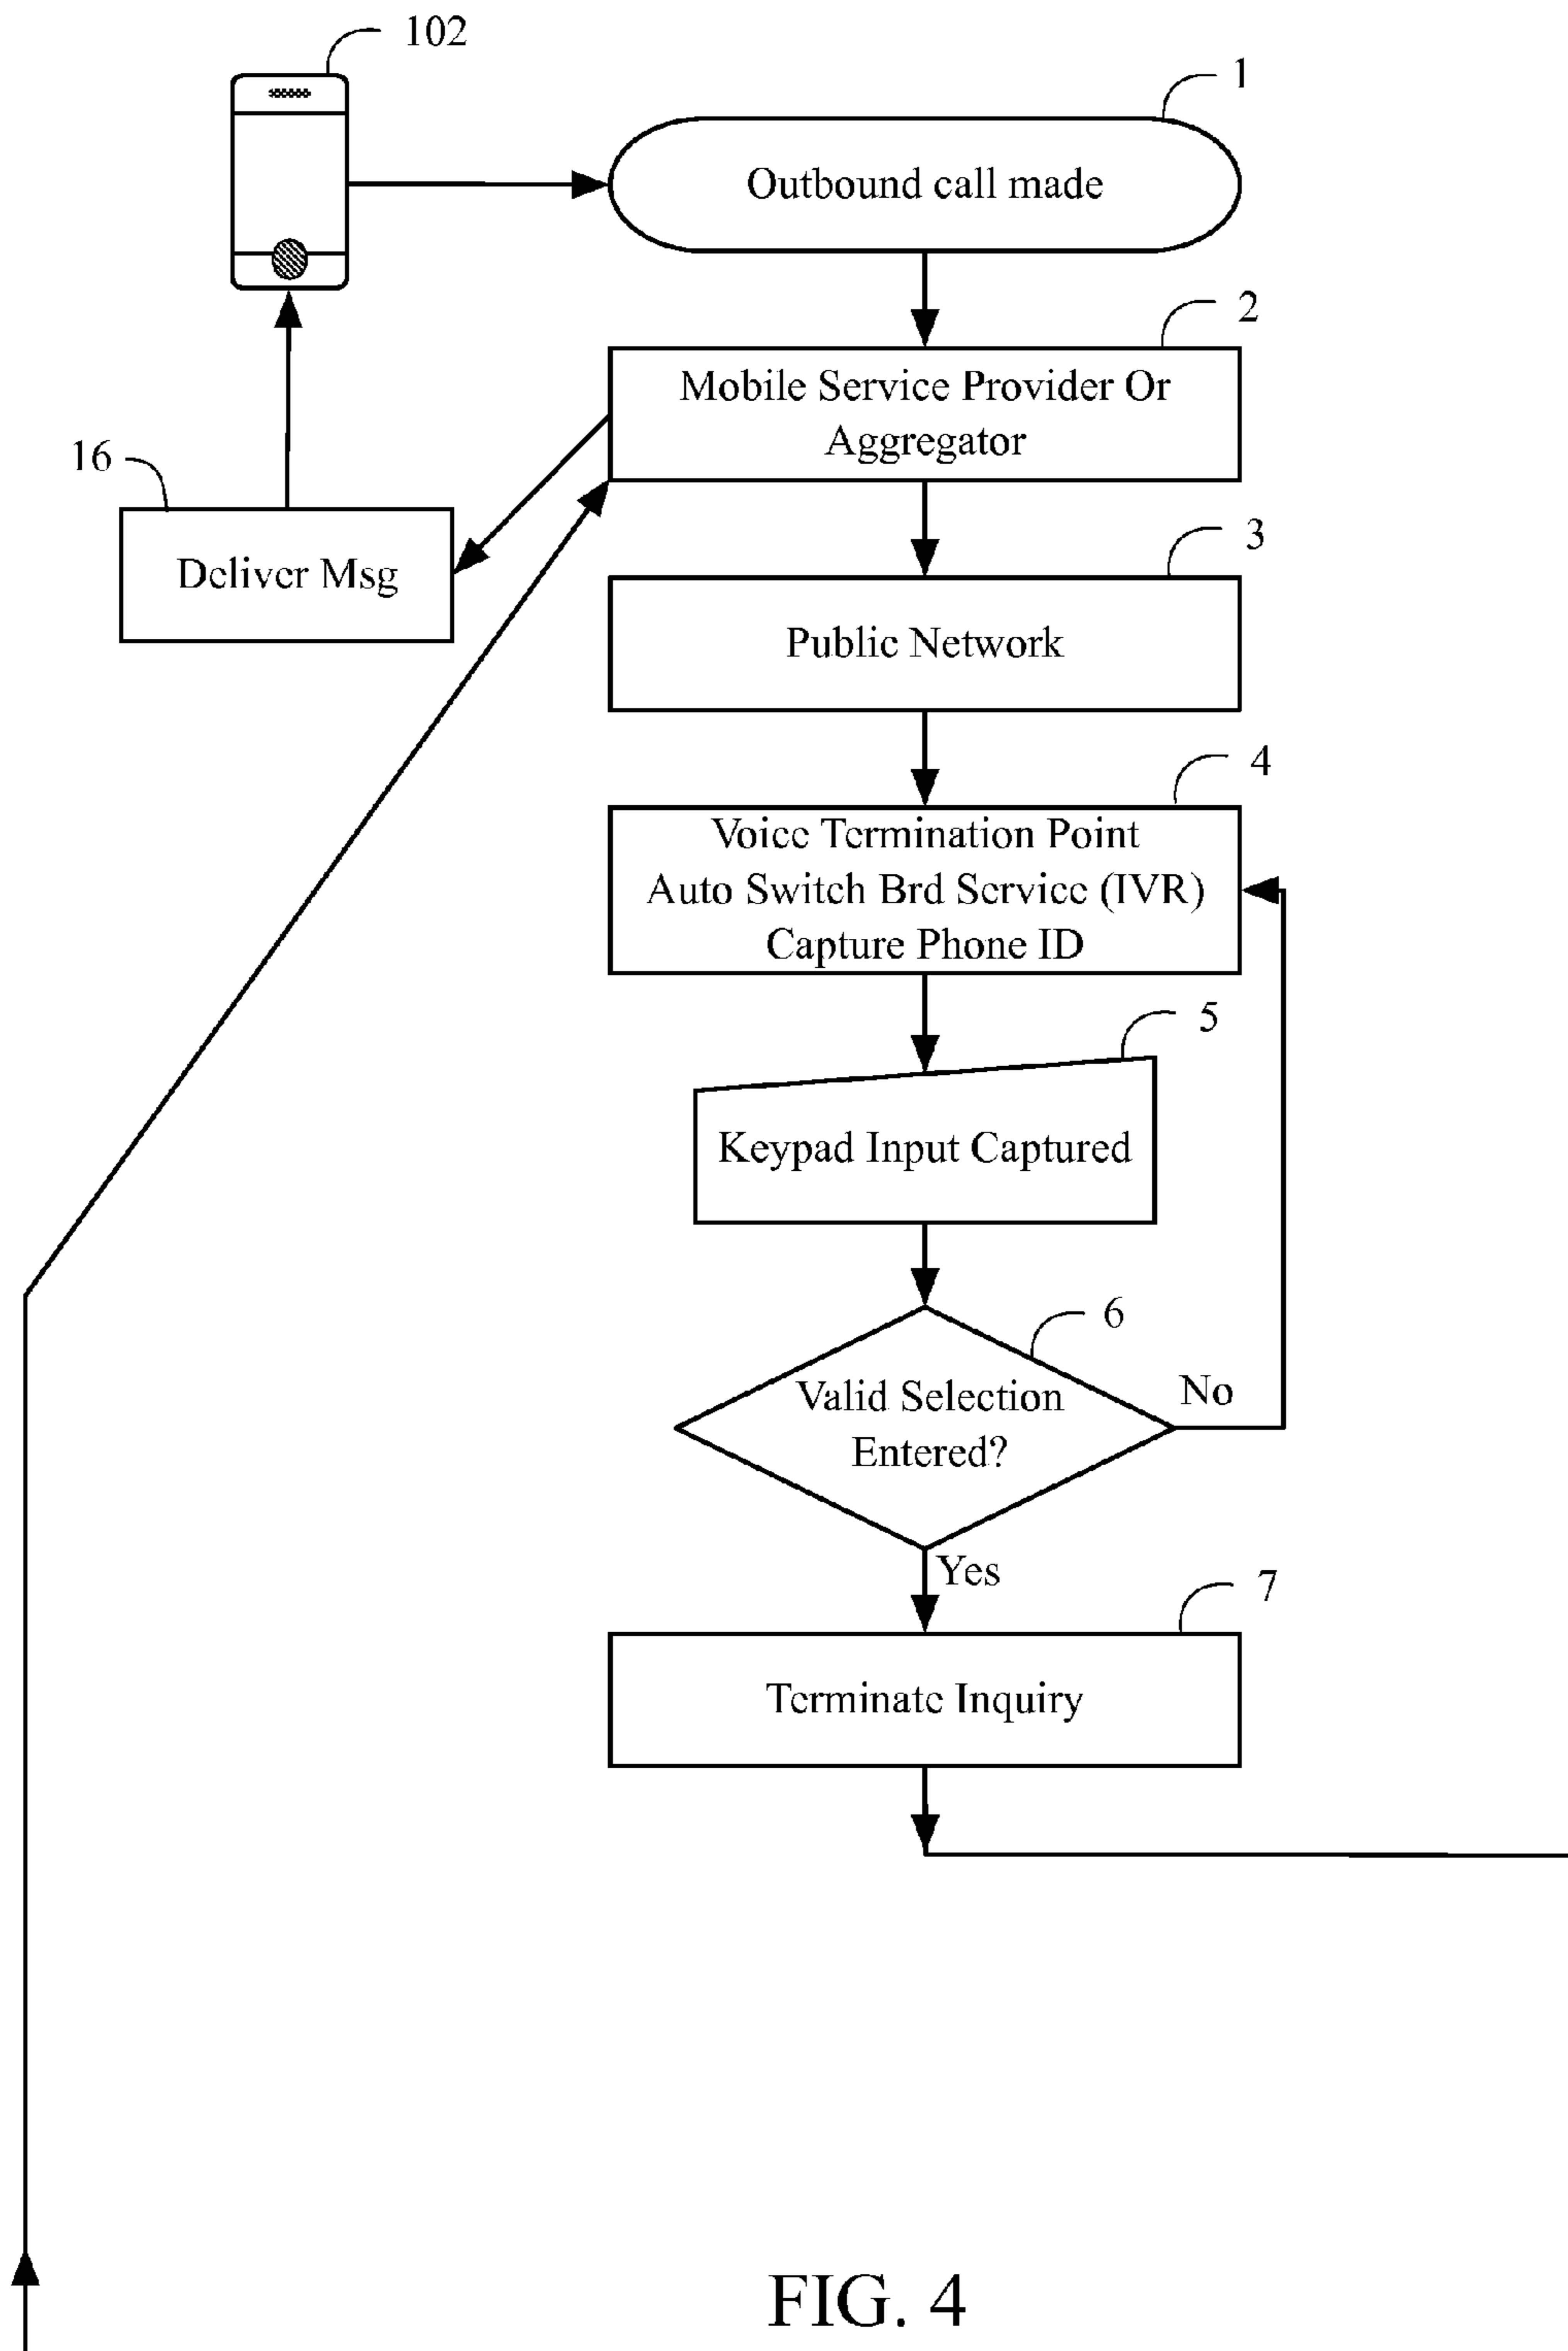 102
1
Outbound call made
2
Mobile Service Provider Or
Aggregator
16
Deliver Msg
3
Public Network
4
Voice Termination Point
Auto Switch Brd Service (IVR)
Capture Phone ID
5
Keypad Input Captured
6
Valid Selection
Entered?
No
Yes
7
Terminate Inquiry
FIG. 4